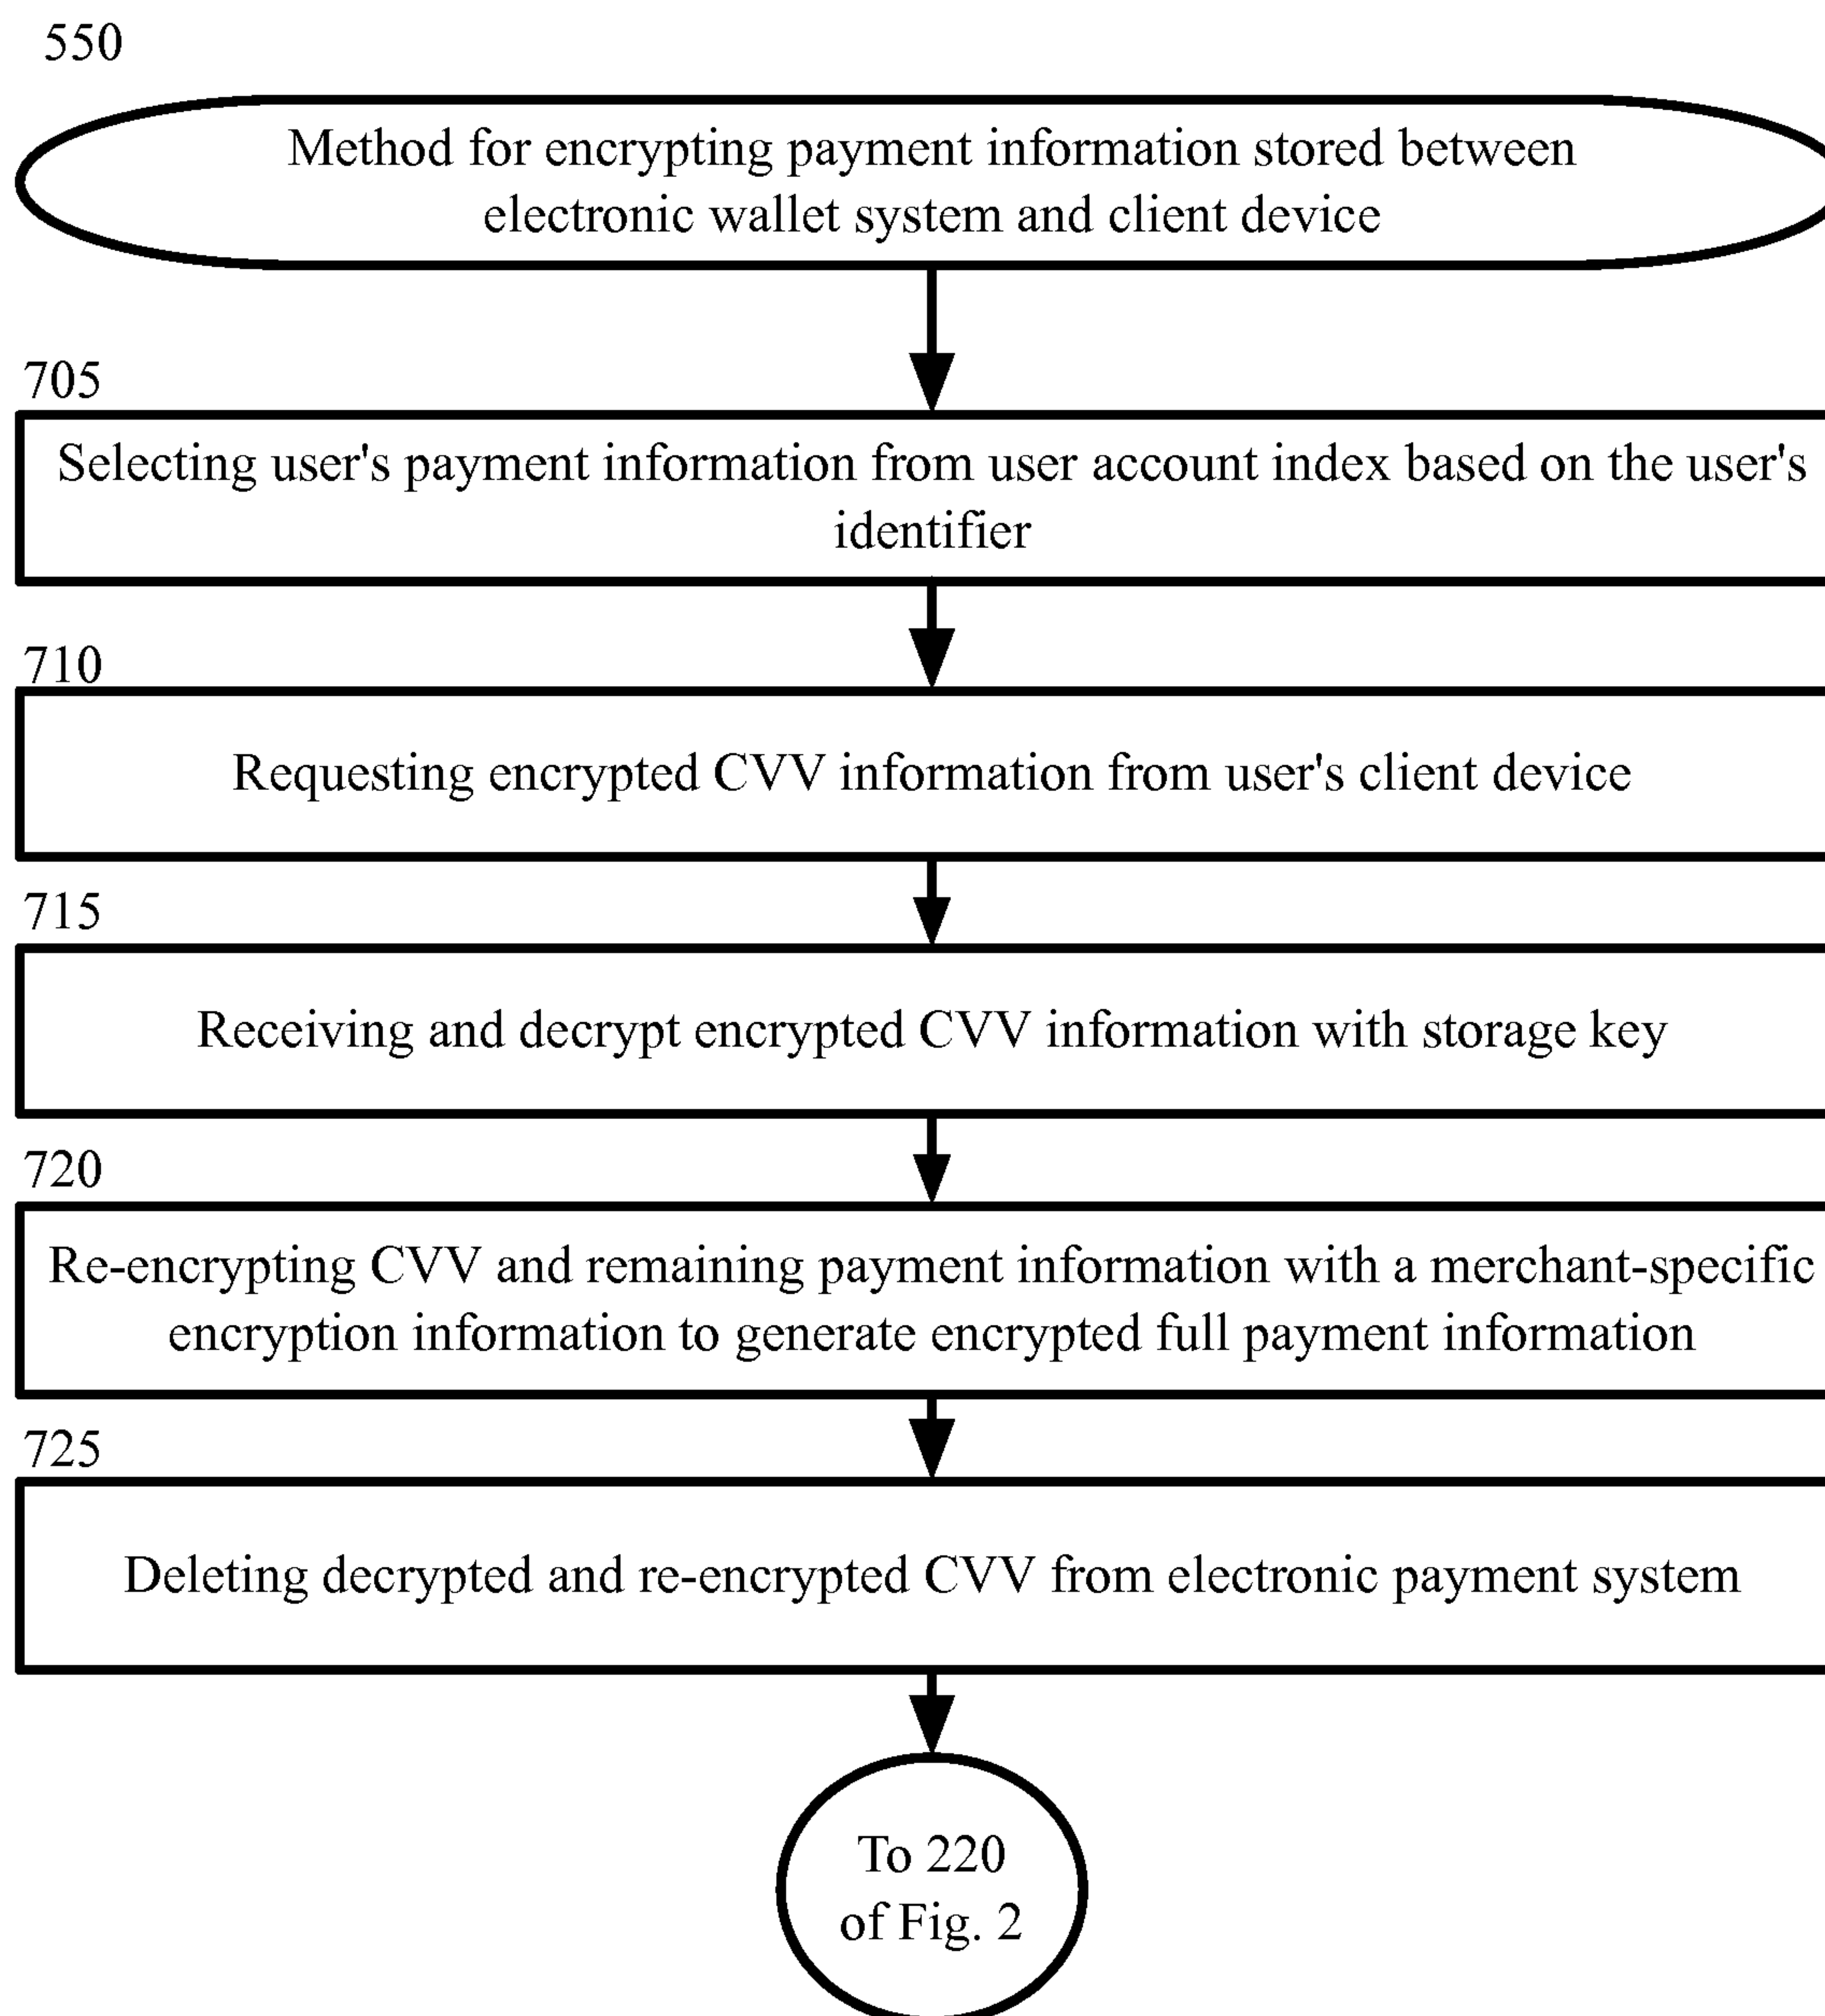 550
Method for encrypting payment information stored between
electronic wallet system and client device
705
Selecting user's payment information from user account index based on the user's
identifier
710
Requesting encrypted CVV information from user's client device
715
Receiving and decrypt encrypted CVV information with storage key
720
Re-encrypting CVV and remaining payment information with a merchant-specific
encryption information to generate encrypted full payment information
725
Deleting decrypted and re-encrypted CVV from electronic payment system
To 220
of Fig. 2